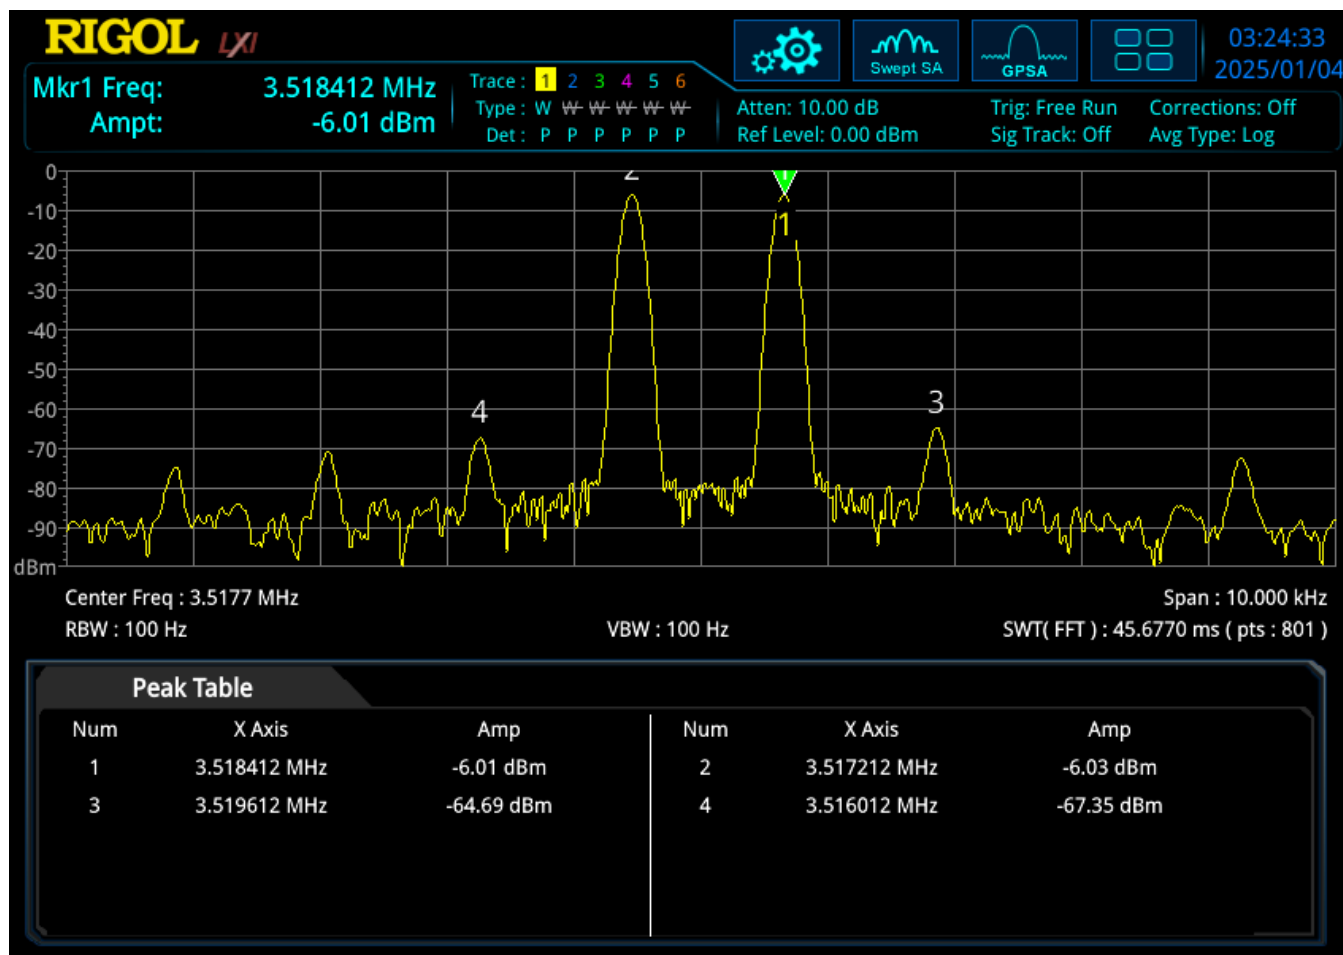 RIGOL LXI
Swept SA
GPSA
03:24:33
2025/01/04
Mkr1 Freq: 3.518412 MHz
Ampt: -6.01 dBm
Trace : 1 2 3 4 5 6
Type : W W W W W W
Det : P P P P P P
Atten: 10.00 dB
Ref Level: 0.00 dBm
Trig: Free Run
Sig Track: Off
Corrections: Off
Avg Type: Log
0
-10
-20
-30
-40
-50
-60
-70
-80
-90
dBm
2
1
1
4
3
Center Freq : 3.5177 MHz
Span : 10.000 kHz
RBW : 100 Hz
VBW : 100 Hz
SWT( FFT ) : 45.6770 ms ( pts : 801 )
Peak Table
Num X Axis Amp Num X Axis Amp
1 3.518412 MHz -6.01 dBm 2 3.517212 MHz -6.03 dBm
3 3.519612 MHz -64.69 dBm 4 3.516012 MHz -67.35 dBm